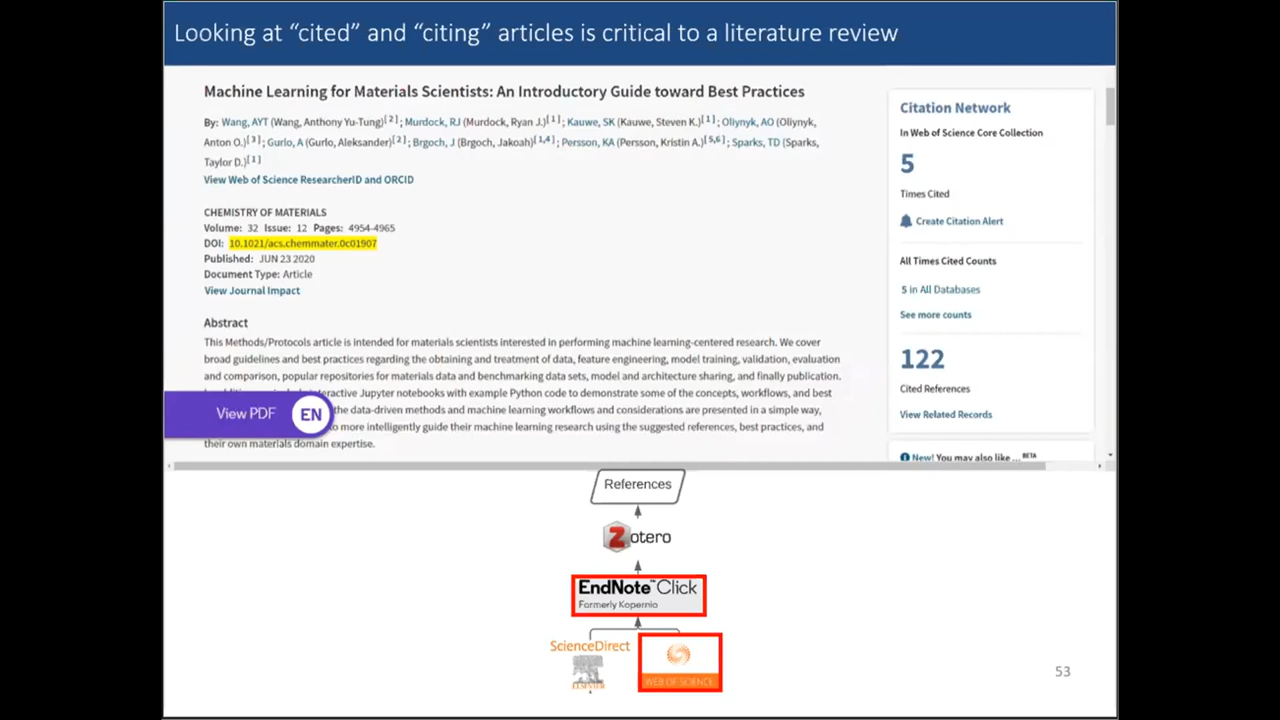 Looking at “cited” and “citing” articles is critical to a literature review
Machine Learning for Materials Scientists: An Introductory Guide toward Best Practices
By: Wang, AYT (Wang, Anthony Yu-Tung)[ 2 ] ; Murdock, RJ (Murdock, Ryan J.)[ 1 ] ; Kauwe, SK (Kauwe, Steven K.)[ 1 ] ; Oliynyk, AO (Oliynyk,
Anton O.)[ 3 ] ; Gurlo, A (Gurlo, Aleksander)[ 2 ] ; Brgoch, J (Brgoch, Jakoah)[ 1,4 ] ; Persson, KA (Persson, Kristin A.)[ 5,6 ] ; Sparks, TD (Sparks,
Taylor D.)[ 1 ]
View Web of Science ResearcherID and ORCID
CHEMISTRY OF MATERIALS
Volume: 32 Issue: 12 Pages: 4954-4965
DOI: 10.1021/acs.chemmater.0c01907
Published: JUN 23 2020
Document Type: Article
View Journal Impact
Abstract
This Methods/Protocols article is intended for materials scientists interested in performing machine learning-centered research. We cover
broad guidelines and best practices regarding the obtaining and treatment of data, feature engineering, model training, validation, evaluation
and comparison, popular repositories for materials data and benchmarking data sets, model and architecture sharing, and finally publication.
interactive Jupyter notebooks with example Python code to demonstrate some of the concepts, workflows, and best
the data-driven methods and machine learning workflows and considerations are presented in a simple way,
to more intelligently guide their machine learning research using the suggested references, best practices, and
their own materials domain expertise.
View PDF EN
Citation Network
In Web of Science Core Collection
5
Times Cited
Create Citation Alert
All Times Cited Counts
5 in All Databases
See more counts
122
Cited References
View Related Records
New! You may also like ... BETA
References
Zotero
EndNote™ Click
Formerly Kopernio
ScienceDirect
ELSEVIER
WEB OF SCIENCE
53